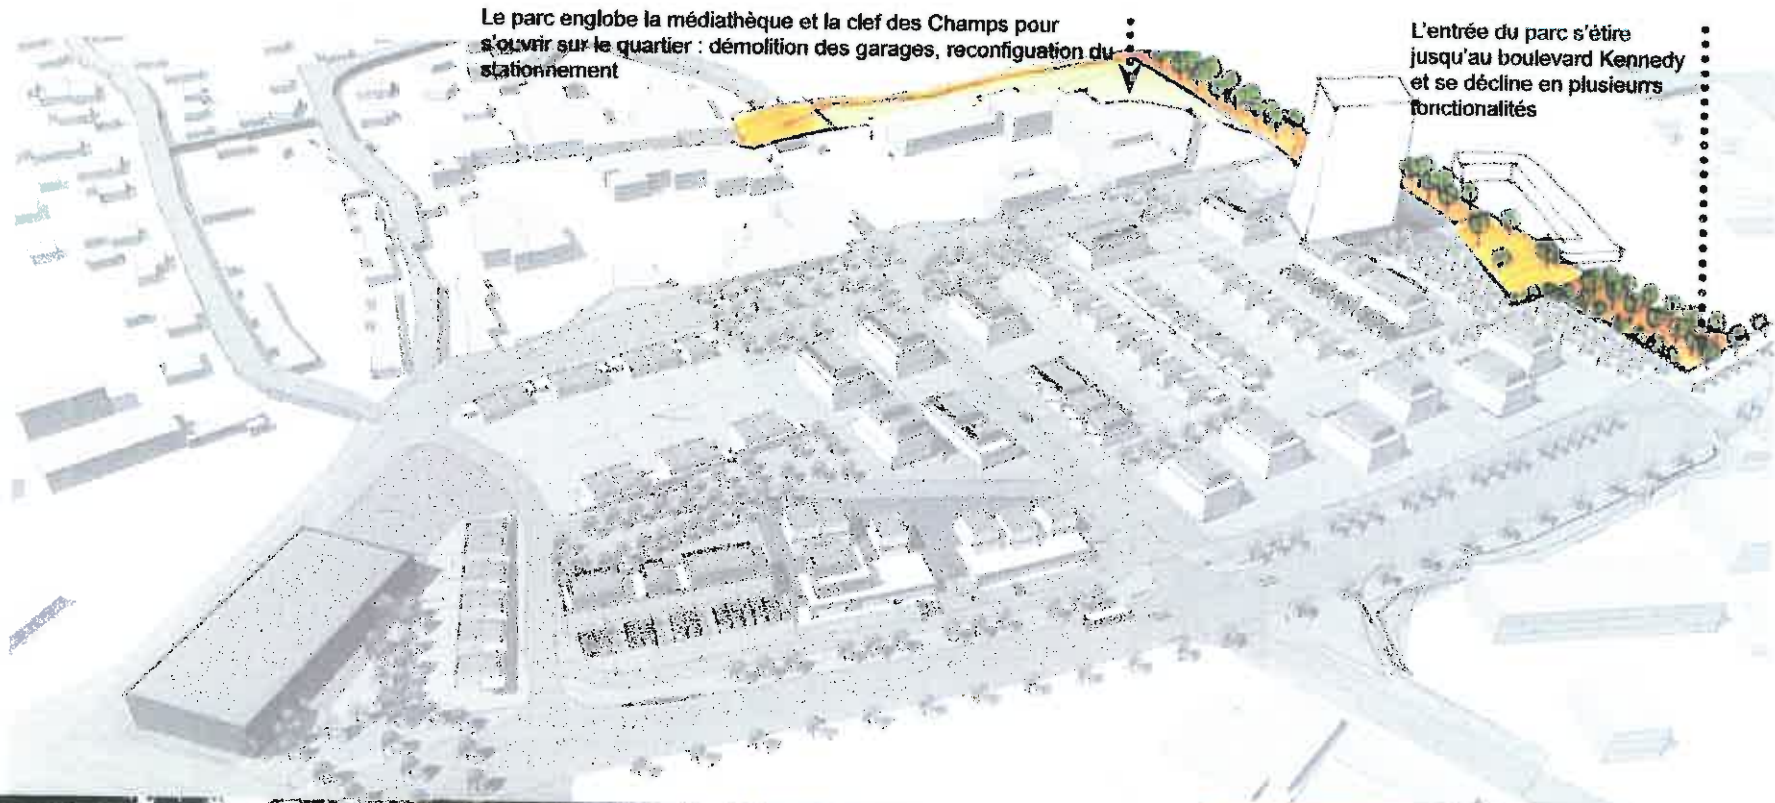 Le parc englobe la médiathèque et la clef des Champs pour
s'ouvrir sur le quartier : démolition des garages, reconfiguation du
stationnement
L'entrée du parc s'étire
jusqu'au boulevard Kennedy
et se décline en plusieurs
fonctionalités